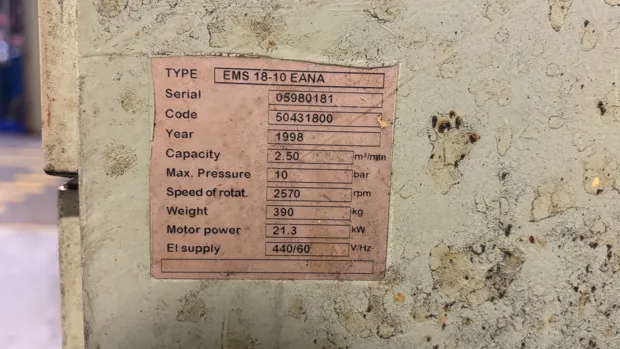 TYPE EMS 18-10 EANA
Serial 05980181
Code 50431800
Year 1998
Capacity 2.50 m³/min
Max. Pressure 10 bar
Speed of rotat. 2570 rpm
Weight 390 kg
Motor power 21.3 kW
El supply 440/60 V/Hz